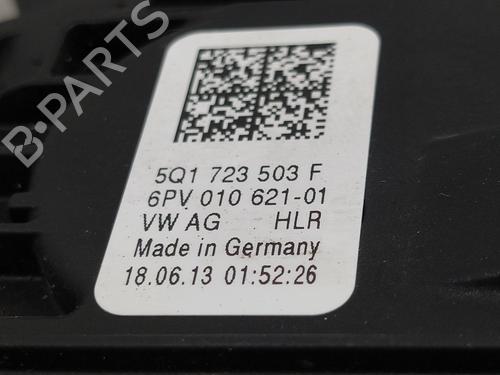 B-PARTS
5Q1 723 503 F
6PV 010 621-01
VW AG HLR
Made in Germany
18.06.13 01:52:26